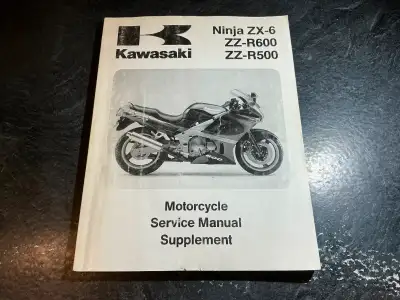 Kawasaki
Ninja ZX-6
ZZ-R600
ZZ-R500
Motorcycle
Service Manual
Supplement